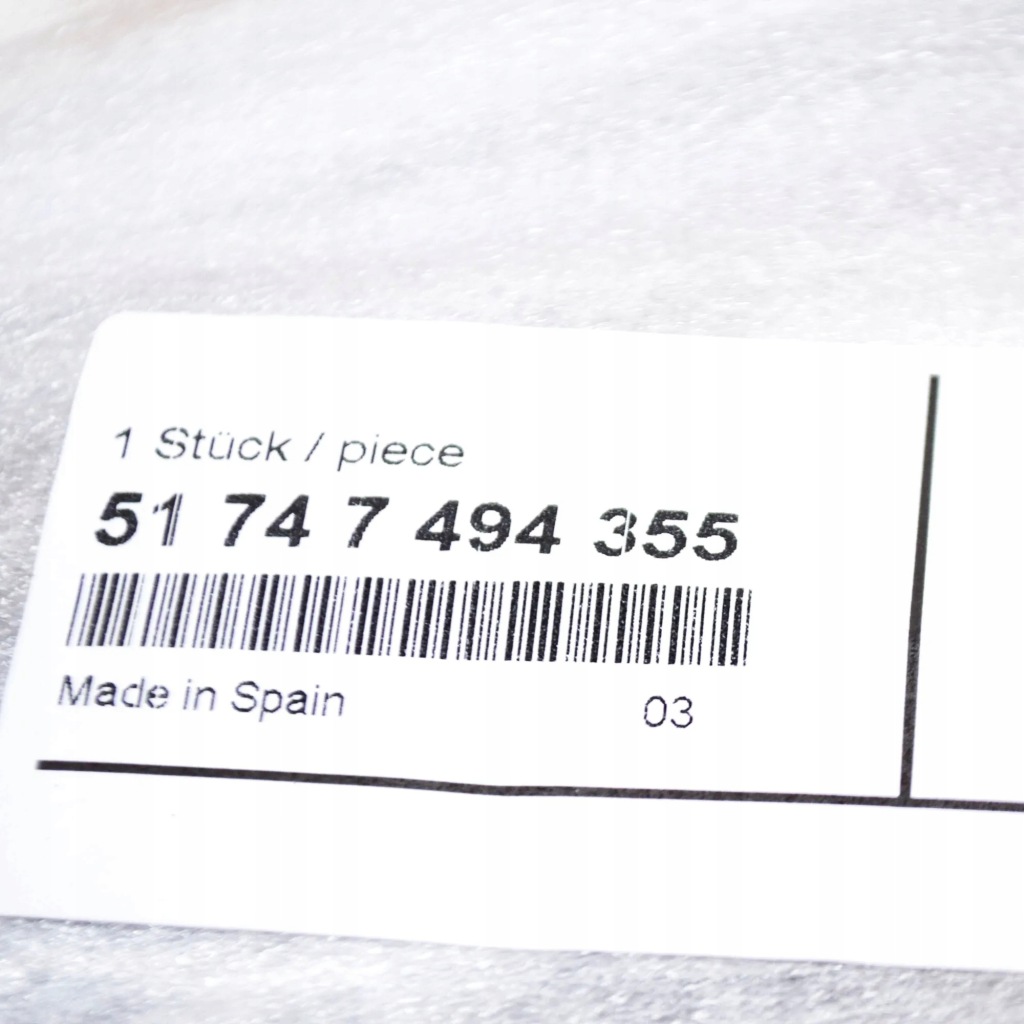 1 Stück / piece
51 74 7 494 355
Made in Spain 03